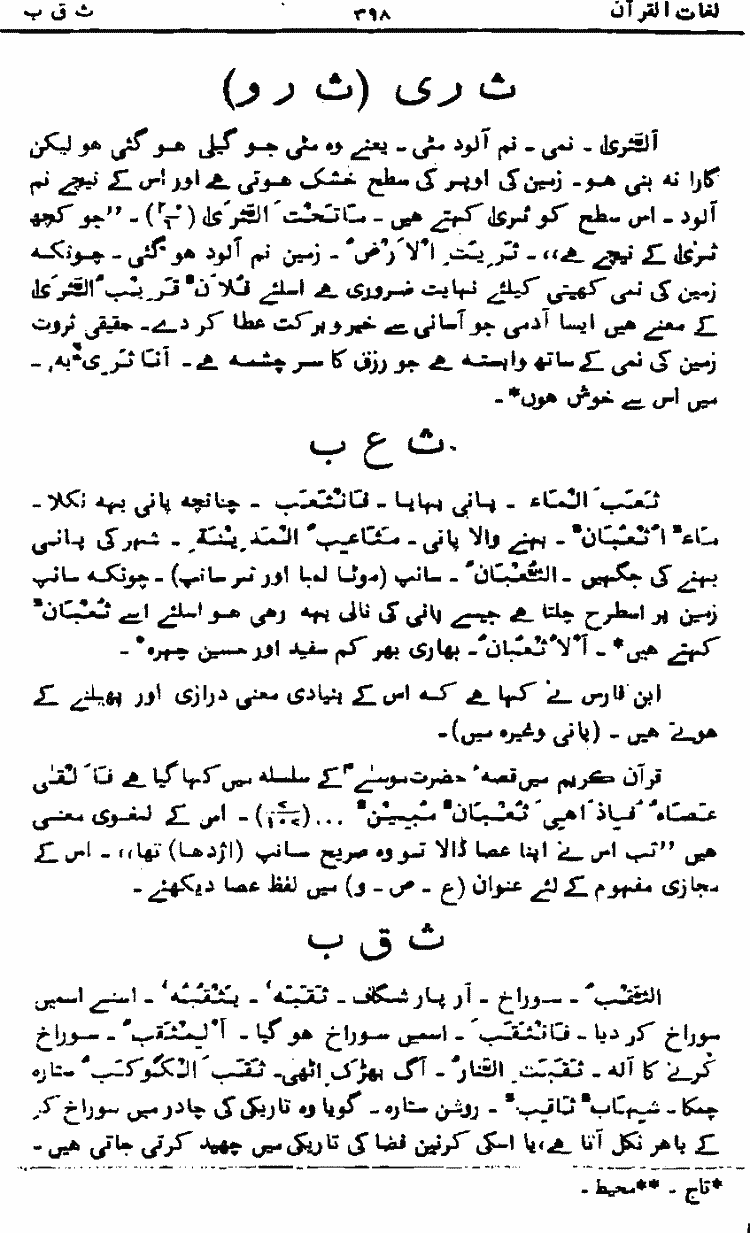 لغات القرآن ۳۹۸ ث ق ب
ث ری (ث ر و)
اَلثَّرٰی ۔ نمی ۔ نم آلود مٹی ۔ یعنے وہ مٹی جو گیلی ہو گئی ہو لیکن
گارا نہ بنی ہو۔ زمین کی اوپر کی سطح خشک ہوتی ہے اور اس کے نیچے نم
آلود ۔ اس سطح کو ثریٰ کہتے ہیں ۔ مَا تَحْتَ الثَّرَیٰ ۔ ”جو کچھ
ثریٰ کے نیچے ہے،، ۔ ثَرِیَتِ الْاَرْضُ ۔ زمین نم آلود ہو گئی ۔ چونکہ
زمین کی نمی کھیتی کیلئے نہایت ضروری ہے اسلئے فُلَانٌ قَرِیْبُ الثَّرَیٰ
کے معنے ہیں ایسا آدمی جو آسانی سے خیر و برکت عطا کر دے۔ حقیقی ثروت
زمین کی نمی کے ساتھ وابستہ ہے جو رزق کا سر چشمہ ہے ۔ اَنَا ثَرِیٌّ بِہٖ ۔
میں اس سے خوش ہوں* ۔
ث ع ب
ثَعَبَ الْمَاءَ ۔ پانی بہایا ۔ فَانْثَعَبَ ۔ چنانچہ پانی بہہ نکلا ۔
مَاءٌ اُثْعُبَانٌ ۔ بہنے والا پانی ۔ مَثَاعِیبُ الْمَدِیْنَةِ ۔ شہر کی پانی
بہنے کی جگہیں ۔ اَلثُّعْبَانُ ۔ سانپ (موٹا لمبا اور نر سانپ) ۔ چونکہ سانپ
زمین پر اسطرح چلتا ہے جیسے پانی کی نالی بہہ رہی ہو اسلئے اسے ثُعْبَانٌ
کہتے ہیں* ۔ اَلْاُثْعُبَانُ ۔ بھاری بھر کم سفید اور حسین چہرہ* ۔
ابن فارس نے کہا ہے کہ اس کے بنیادی معنی درازی اور پھیلنے کے
ہوتے ہیں ۔ (پانی وغیرہ میں) ۔
قرآن کریم میں قصہٴ حضرت موسیٰؑ کے سلسلہ میں کہا گیا ہے فَاَلْقٰی
عَصَاہُ فَاِذَا ہِیَ ثُعْبَانٌ مُّبِیْنٌ ... (۷/۱۰۷) ۔ اس کے لغوی معنی
ہیں ”تب اس نے اپنا عصا ڈالا تو وہ صریح سانپ (اژدھا) تھا،، ۔ اس کے
مجازی مفہوم کے لئے عنوان (ع ۔ ص ۔ و) میں لفظ عصا دیکھئے ۔
ث ق ب
اَلثَّقْبُ ۔ سوراخ ۔ آر پار شگاف ۔ ثَقَبَہٗ ۔ یَثْقُبُہٗ ۔ اسنے اسمیں
سوراخ کر دیا ۔ فَانْثَقَبَ ۔ اسمیں سوراخ ہو گیا ۔ اَلْمِثْقَبُ ۔ سوراخ
کرنے کا آلہ ۔ ثَقَبَتِ النَّارُ ۔ آگ بھڑک اٹھی۔ ثَقَبَ الْکَوْکَبُ ستارہ
چمکا ۔ شِہَابٌ ثَاقِبٌ ۔ روشن ستارہ ۔ گویا وہ تاریکی کی چادر میں سوراخ کر
کے باہر نکل آتا ہے، یا اسکی کرنیں فضا کی تاریکی میں چھید کرتی جاتی ہیں ۔
*تاج ۔ **محیط ۔